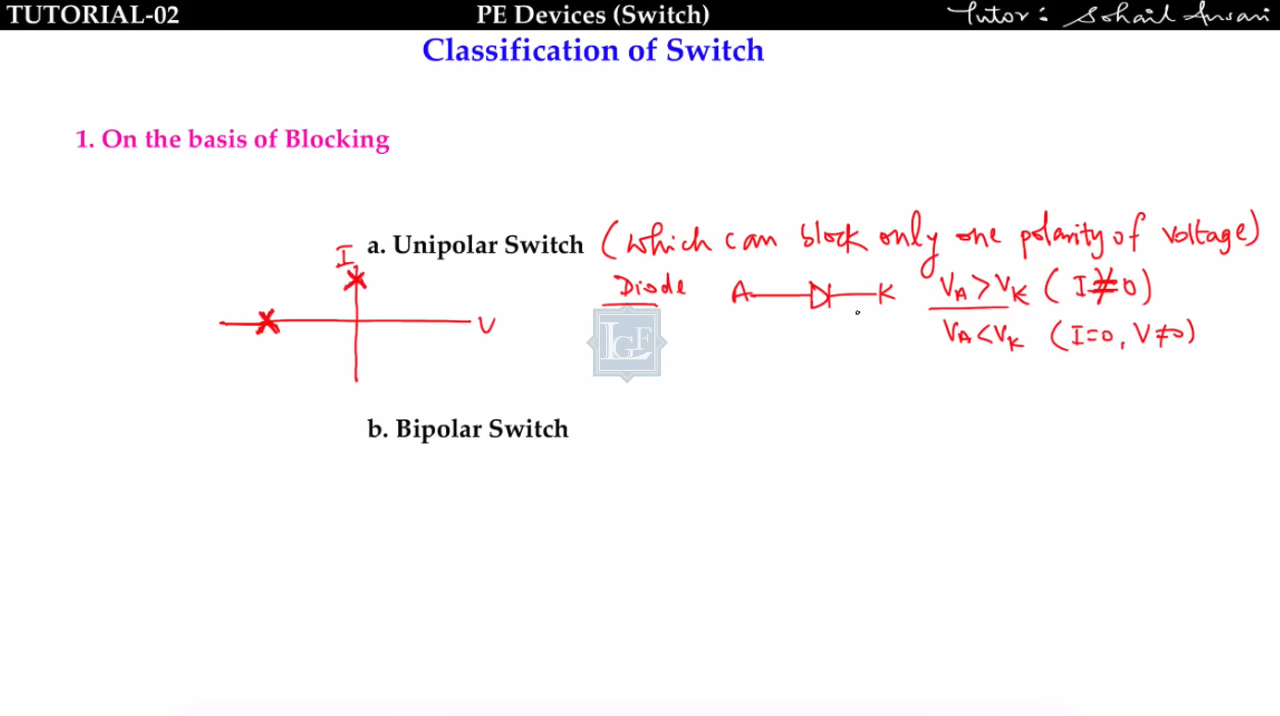 TUTORIAL-02 PE Devices (Switch) Tutor: Sohail Ansari
Classification of Switch
1. On the basis of Blocking
a. Unipolar Switch (which can block only one polarity of voltage)
I
Diode A K VA > VK (I ≠ 0)
V
VA < VK (I=0, V≠0)
LGF
b. Bipolar Switch